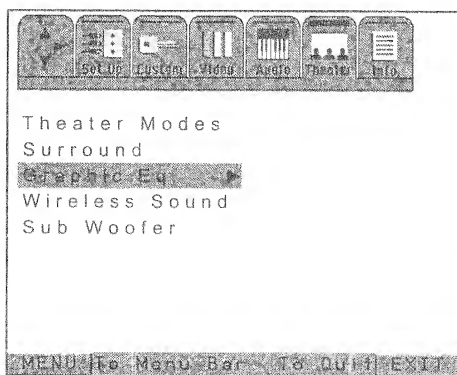 Set Up Custom Video Audio Theater Info
Theater Modes
Surround
Graphic Eq.
Wireless Sound
Sub Woofer
MENU To Menu Bar To Quit EXIT